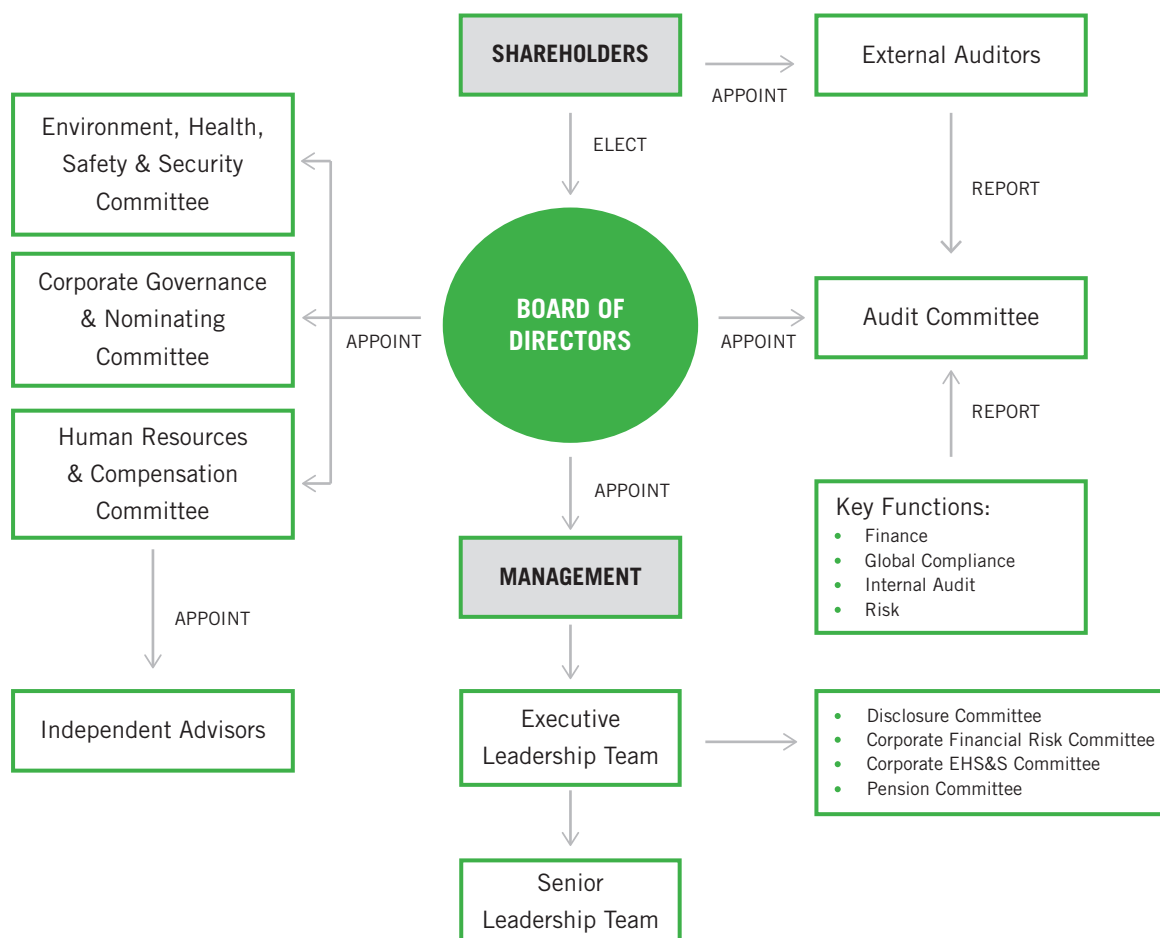 SHAREHOLDERS
APPOINT
External Auditors
ELECT
REPORT
Environment, Health,
Safety & Security
Committee
Corporate Governance
& Nominating
Committee
Human Resources
& Compensation
Committee
APPOINT
BOARD OF
DIRECTORS
APPOINT
Audit Committee
REPORT
APPOINT
Key Functions:
• Finance
• Global Compliance
• Internal Audit
• Risk
MANAGEMENT
APPOINT
Independent Advisors
Executive
Leadership Team
• Disclosure Committee
• Corporate Financial Risk Committee
• Corporate EHS&S Committee
• Pension Committee
Senior
Leadership Team